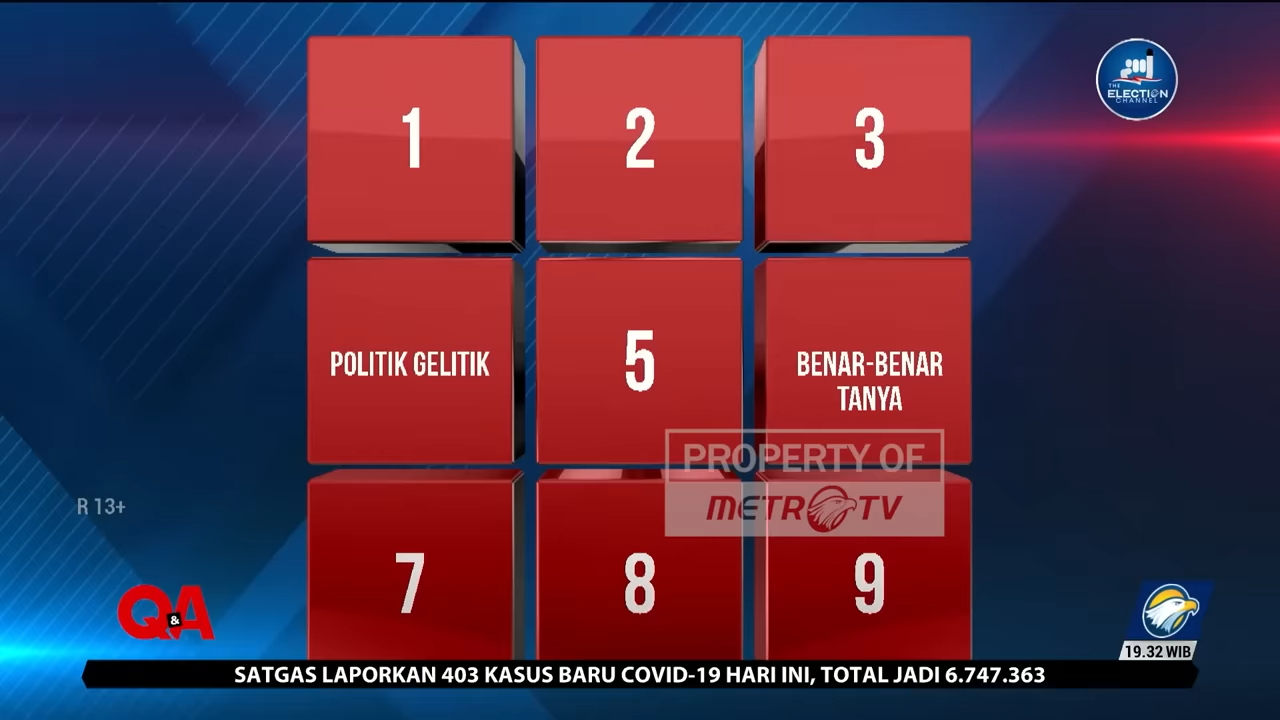 1
2
3
THE
ELECTION
CHANNEL
POLITIK GELITIK
5
BENAR-BENAR
TANYA
PROPERTY OF
METRO TV
R 13+
7
8
9
Q&A
19.32 WIB
SATGAS LAPORKAN 403 KASUS BARU COVID-19 HARI INI, TOTAL JADI 6.747.363